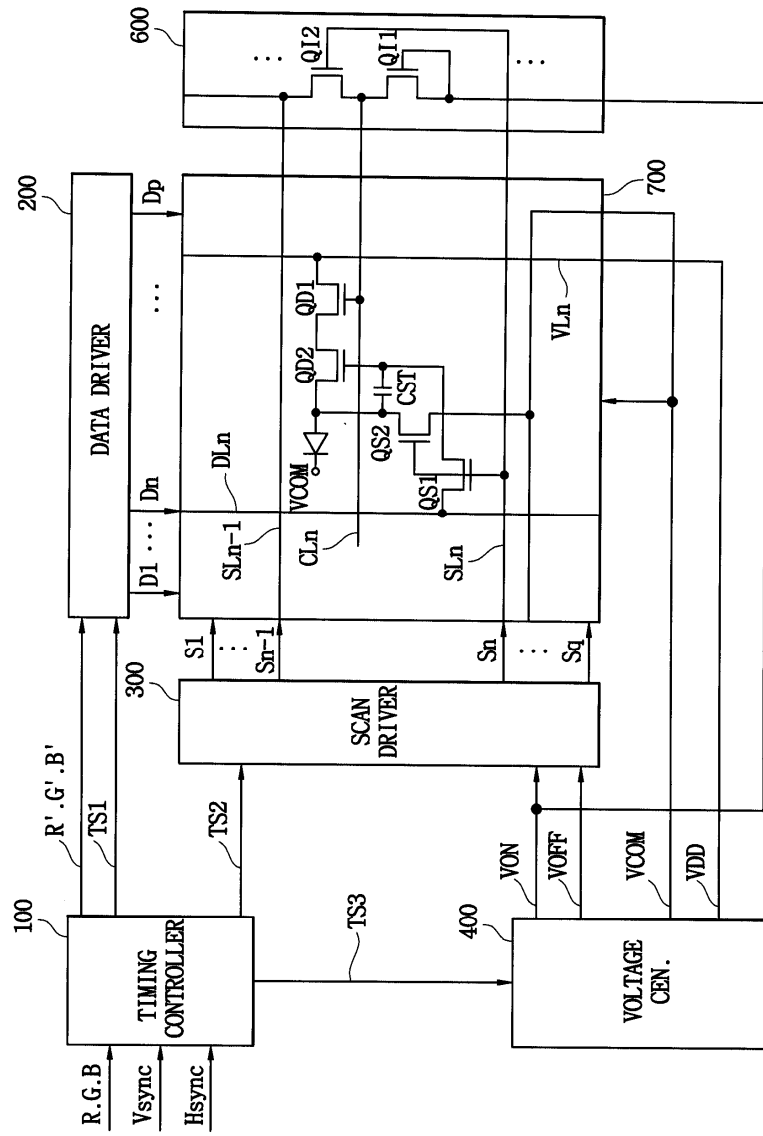 R.G.B
Vsync
Hsync
100
TIMING
CONTROLLER
R'.G'.B'
TS1
TS2
TS3
200
DATA DRIVER
D1
...
Dn
...
Dp
300
SCAN
DRIVER
S1
...
Sn-1
Sn
...
Sq
400
VOLTAGE
CEN.
VON
VOFF
VCOM
VDD
DLn
SLn-1
CLn
SLn
VLn
VCOM
QD2
QD1
CST
QS2
QS1
700
600
...
QI2
QI1
...